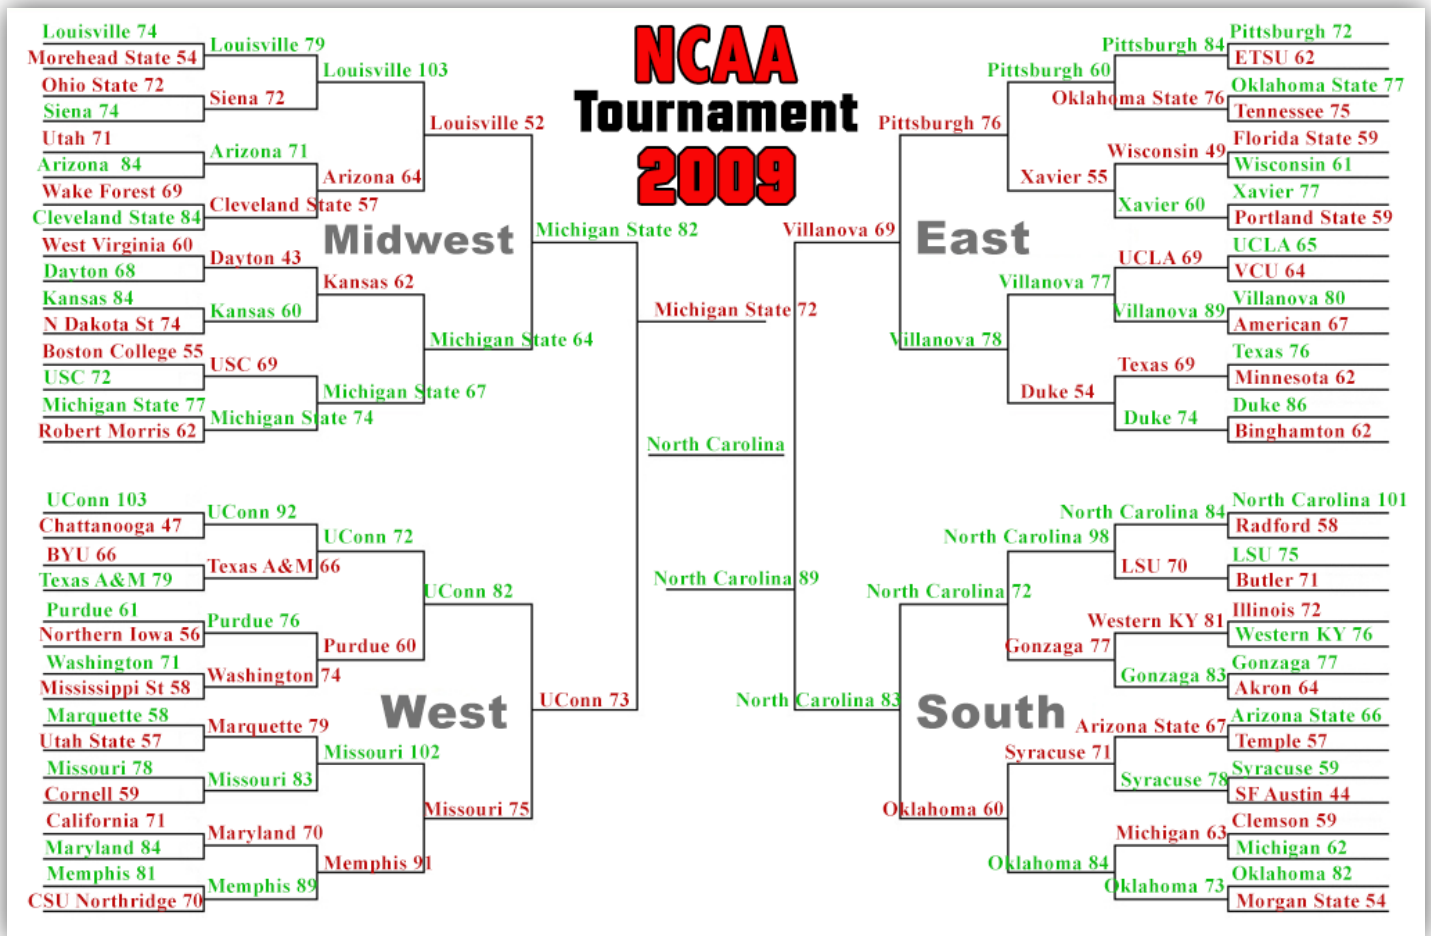 NCAA
Tournament
2009
Louisville 74
Morehead State 54
Ohio State 72
Siena 74
Utah 71
Arizona 84
Wake Forest 69
Cleveland State 84
West Virginia 60
Dayton 68
Kansas 84
N Dakota St 74
Boston College 55
USC 72
Michigan State 77
Robert Morris 62
Louisville 79
Siena 72
Arizona 71
Cleveland State 57
Dayton 43
Kansas 60
USC 69
Michigan State 74
Louisville 103
Arizona 64
Midwest
Kansas 62
Michigan State 67
Louisville 52
Michigan State 64
Michigan State 82
Michigan State 72
North Carolina
North Carolina 89
Villanova 69
Pittsburgh 76
Villanova 78
Pittsburgh 60
Xavier 55
East
Villanova 77
Duke 54
Pittsburgh 84
Oklahoma State 76
Wisconsin 49
Xavier 60
UCLA 69
Villanova 89
Texas 69
Duke 74
Pittsburgh 72
ETSU 62
Oklahoma State 77
Tennessee 75
Florida State 59
Wisconsin 61
Xavier 77
Portland State 59
UCLA 65
VCU 64
Villanova 80
American 67
Texas 76
Minnesota 62
Duke 86
Binghamton 62
UConn 103
Chattanooga 47
BYU 66
Texas A&M 79
Purdue 61
Northern Iowa 56
Washington 71
Mississippi St 58
Marquette 58
Utah State 57
Missouri 78
Cornell 59
California 71
Maryland 84
Memphis 81
CSU Northridge 70
UConn 92
Texas A&M 66
Purdue 76
Washington 74
Marquette 79
Missouri 83
Maryland 70
Memphis 89
UConn 72
Purdue 60
West
Missouri 102
Memphis 91
UConn 82
Missouri 75
UConn 73
North Carolina 83
North Carolina 72
Oklahoma 60
North Carolina 98
Gonzaga 77
South
Syracuse 71
Oklahoma 84
North Carolina 84
LSU 70
Western KY 81
Gonzaga 83
Arizona State 67
Syracuse 78
Michigan 63
Oklahoma 73
North Carolina 101
Radford 58
LSU 75
Butler 71
Illinois 72
Western KY 76
Gonzaga 77
Akron 64
Arizona State 66
Temple 57
Syracuse 59
SF Austin 44
Clemson 59
Michigan 62
Oklahoma 82
Morgan State 54